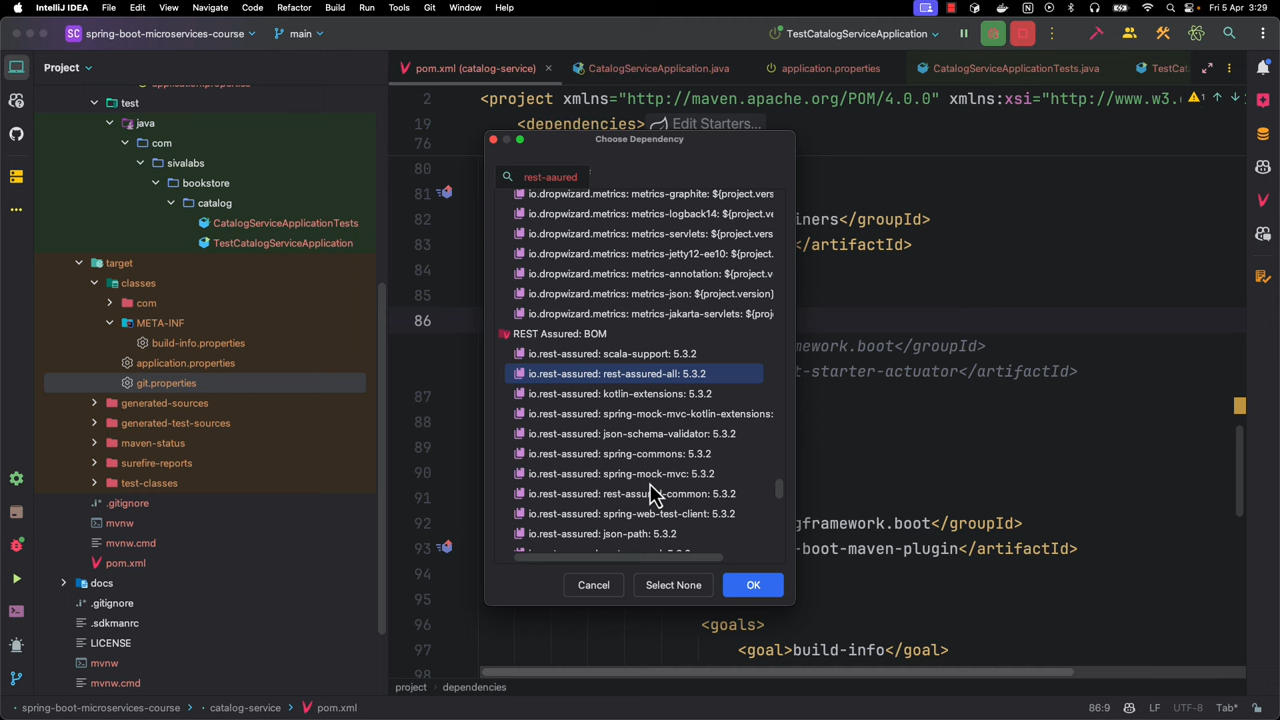 IntelliJ IDEA File Edit View Navigate Code Refactor Build Run Tools Git Window Help Fri 5 Apr 3:29
SC spring-boot-microservices-course main TestCatalogServiceApplication
Project
pom.xml (catalog-service) CatalogServiceApplication.java application.properties CatalogServiceApplicationTests.java TestCat
2 <project xmlns="http://maven.apache.org/POM/4.0.0" xmlns:xsi="http://www.w3. 1
19 <dependencies> Edit Starters...
76
80
81
82 ners</groupId>
83 </artifactId>
84
85
86
mework.boot</groupId>
-starter-actuator</artifactId>
87
88
89
90
91
92 gframework.boot</groupId>
93 -boot-maven-plugin</artifactId>
94
95
96 <goals>
97 <goal>build-info</goal>
98
application.properties
test
java
com
sivalabs
bookstore
catalog
CatalogServiceApplicationTests
TestCatalogServiceApplication
target
classes
com
META-INF
build-info.properties
application.properties
git.properties
generated-sources
generated-test-sources
maven-status
surefire-reports
test-classes
.gitignore
mvnw
mvnw.cmd
pom.xml
docs
.gitignore
.sdkmanrc
LICENSE
mvnw
mvnw.cmd
Choose Dependency
rest-aaured
io.dropwizard.metrics: metrics-graphite: ${project.vers
io.dropwizard.metrics: metrics-logback14: ${project.ve
io.dropwizard.metrics: metrics-servlets: ${project.vers
io.dropwizard.metrics: metrics-jetty12-ee10: ${project.
io.dropwizard.metrics: metrics-annotation: ${project.v
io.dropwizard.metrics: metrics-json: ${project.version}
io.dropwizard.metrics: metrics-jakarta-servlets: ${proj
REST Assured: BOM
io.rest-assured: scala-support: 5.3.2
io.rest-assured: rest-assured-all: 5.3.2
io.rest-assured: kotlin-extensions: 5.3.2
io.rest-assured: spring-mock-mvc-kotlin-extensions:
io.rest-assured: json-schema-validator: 5.3.2
io.rest-assured: spring-commons: 5.3.2
io.rest-assured: spring-mock-mvc: 5.3.2
io.rest-assured: rest-assured-common: 5.3.2
io.rest-assured: spring-web-test-client: 5.3.2
io.rest-assured: json-path: 5.3.2
Cancel Select None OK
project dependencies
spring-boot-microservices-course catalog-service pom.xml 86:9 LF UTF-8 Tab*